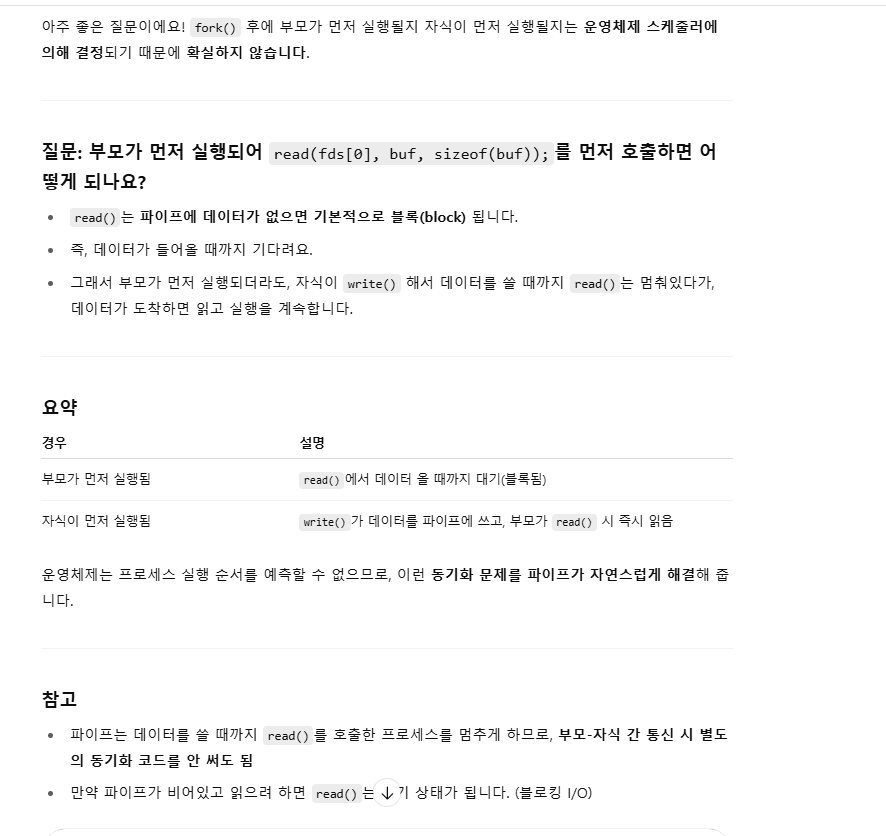 아주 좋은 질문이에요! fork() 후에 부모가 먼저 실행될지 자식이 먼저 실행될지는 운영체제 스케줄러에
의해 결정되기 때문에 확실하지 않습니다.
질문: 부모가 먼저 실행되어 read(fds[0], buf, sizeof(buf));를 먼저 호출하면 어
떻게 되나요?
• read()는 파이프에 데이터가 없으면 기본적으로 블록(block) 됩니다.
• 즉, 데이터가 들어올 때까지 기다려요.
• 그래서 부모가 먼저 실행되더라도, 자식이 write() 해서 데이터를 쓸 때까지 read()는 멈춰있다가,
데이터가 도착하면 읽고 실행을 계속합니다.
요약
경우 설명
부모가 먼저 실행됨 read()에서 데이터 올 때까지 대기(블록됨)
자식이 먼저 실행됨 write()가 데이터를 파이프에 쓰고, 부모가 read() 시 즉시 읽음
운영체제는 프로세스 실행 순서를 예측할 수 없으므로, 이런 동기화 문제를 파이프가 자연스럽게 해결해 줍
니다.
참고
• 파이프는 데이터를 쓸 때까지 read()를 호출한 프로세스를 멈추게 하므로, 부모-자식 간 통신 시 별도
의 동기화 코드를 안 써도 됨
• 만약 파이프가 비어있고 읽으려 하면 read()는 기 상태가 됩니다. (블로킹 I/O)